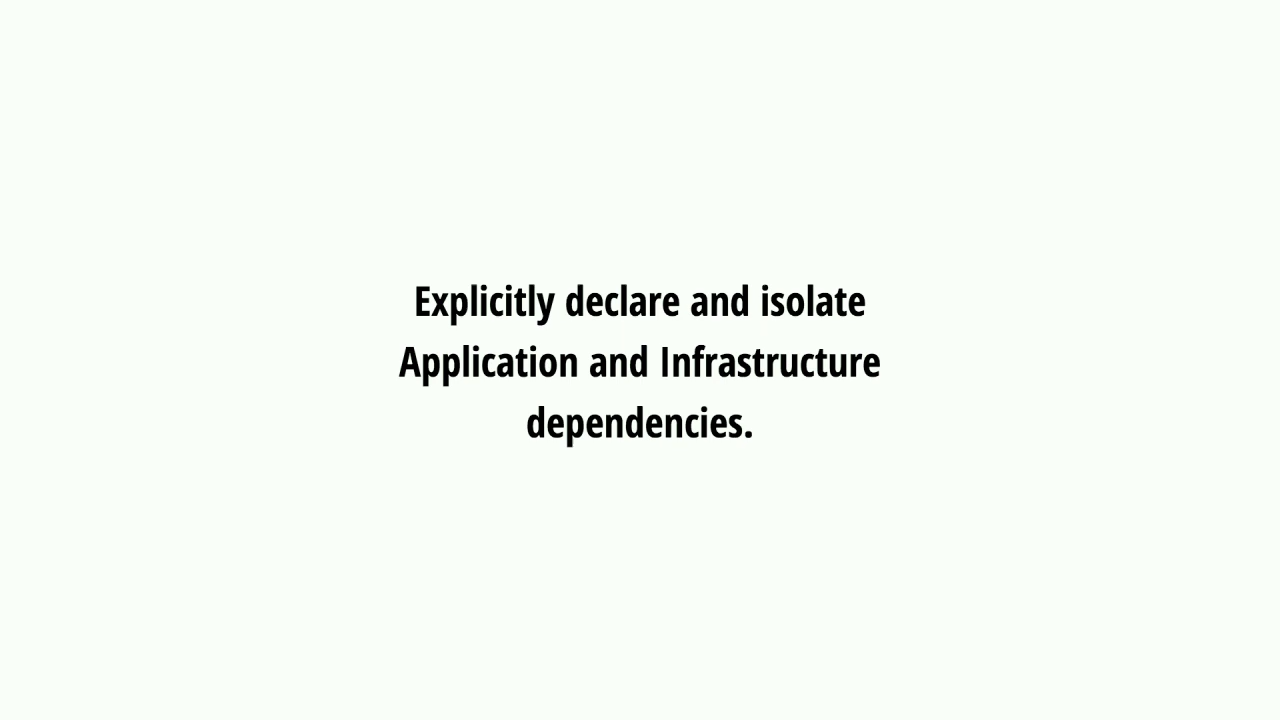 Explicitly declare and isolate
Application and Infrastructure
dependencies.